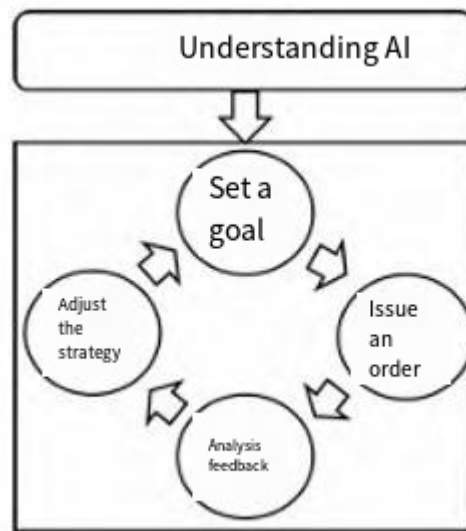 Understanding AI
Set a
goal
Issue
an
order
Analysis
feedback
Adjust
the
strategy